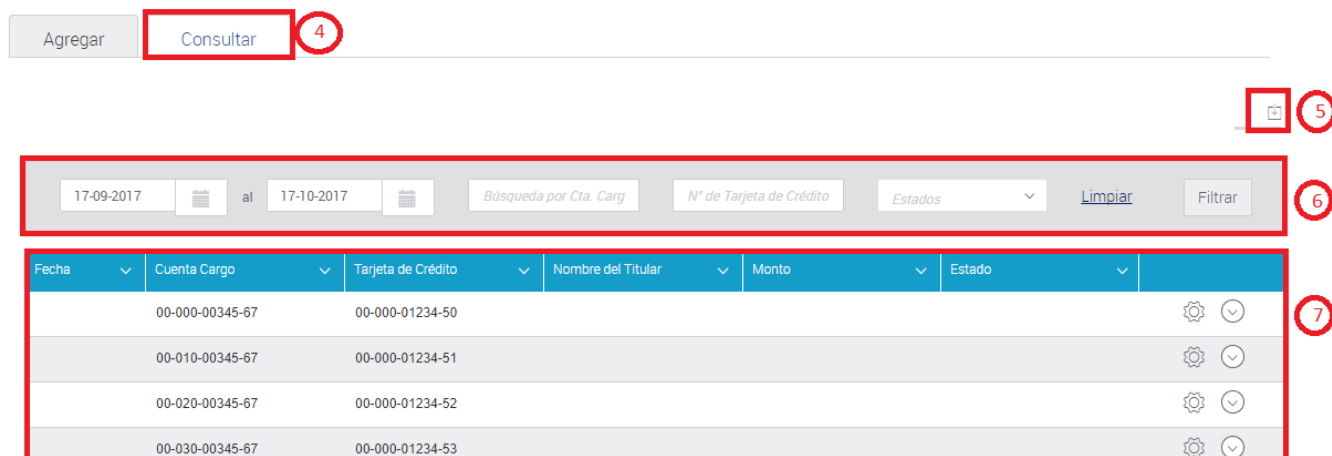 Agregar Consultar 4
5
17-09-2017 al 17-10-2017 Búsqueda por Cta. Carg N° de Tarjeta de Crédito Estados Limpiar Filtrar 6
Fecha Cuenta Cargo Tarjeta de Crédito Nombre del Titular Monto Estado
00-000-00345-67 00-000-01234-50 7
00-010-00345-67 00-000-01234-51
00-020-00345-67 00-000-01234-52
00-030-00345-67 00-000-01234-53